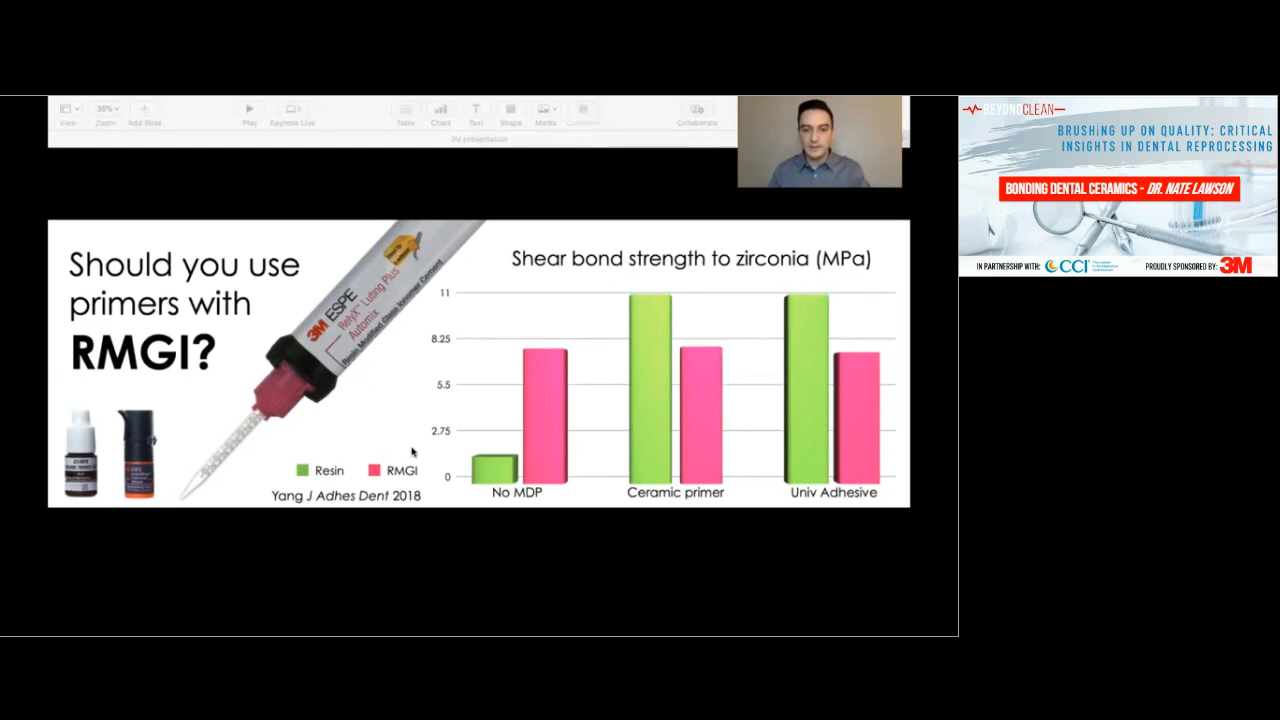 View
35%
Zoom
Add Slide
Play
Keynote Live
Table
Chart
Text
Shape
Media
Comment
Collaborate
3M presentation
Should you use
primers with
RMGI?
3M ESPE
RelyX™ Luting Plus
Automix
Resin Modified Glass Ionomer Cement
Resin
RMGI
Yang J Adhes Dent 2018
Shear bond strength to zirconia (MPa)
11
8.25
5.5
2.75
0
No MDP
Ceramic primer
Univ Adhesive
BEYONDCLEAN
BRUSHING UP ON QUALITY: CRITICAL
INSIGHTS IN DENTAL REPROCESSING
BONDING DENTAL CERAMICS - DR. NATE LAWSON
IN PARTNERSHIP WITH:
CCI
PROUDLY SPONSORED BY:
3M